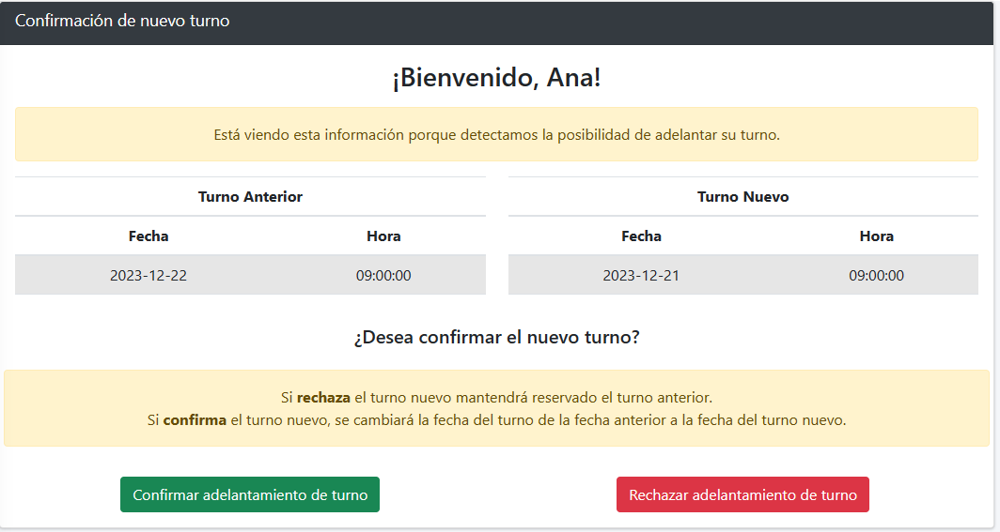 Confirmación de nuevo turno
¡Bienvenido, Ana!
Está viendo esta información porque detectamos la posibilidad de adelantar su turno.
Turno Anterior
Fecha Hora
2023-12-22 09:00:00
Turno Nuevo
Fecha Hora
2023-12-21 09:00:00
¿Desea confirmar el nuevo turno?
Si rechaza el turno nuevo mantendrá reservado el turno anterior.
Si confirma el turno nuevo, se cambiará la fecha del turno de la fecha anterior a la fecha del turno nuevo.
Confirmar adelantamiento de turno
Rechazar adelantamiento de turno